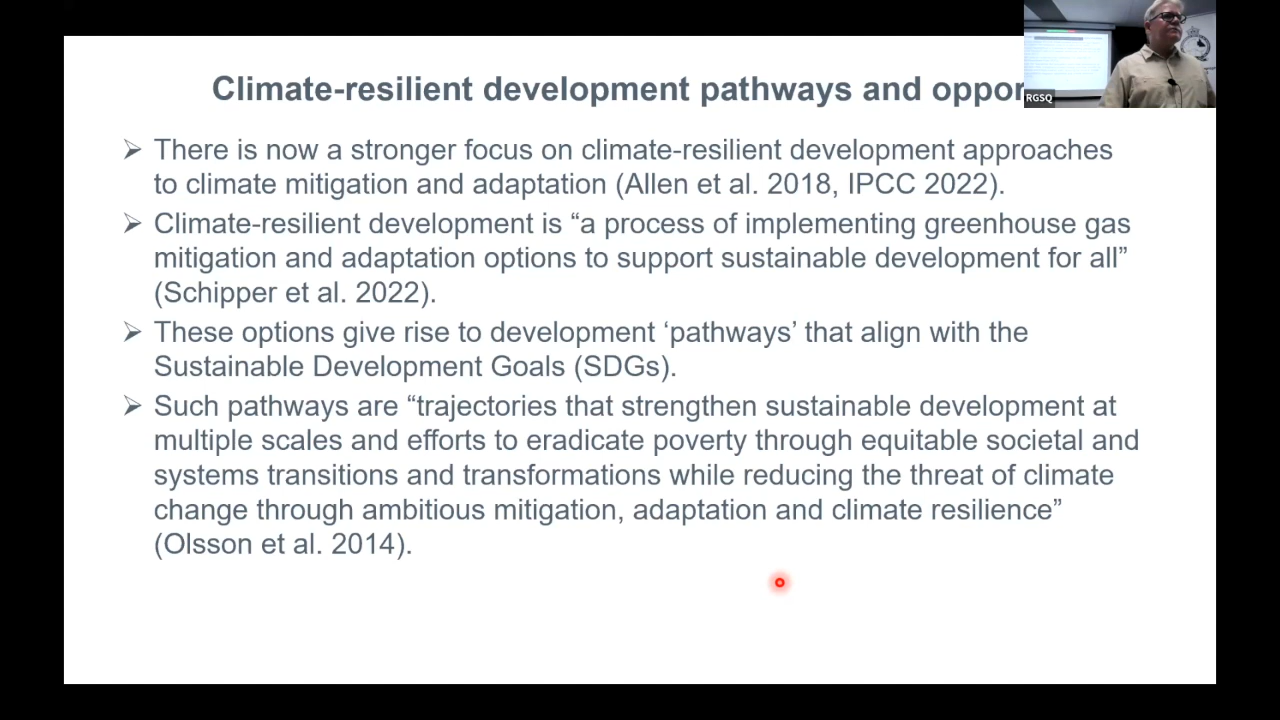 Climate-resilient development pathways and oppor
RGSQ
➢ There is now a stronger focus on climate-resilient development approaches
to climate mitigation and adaptation (Allen et al. 2018, IPCC 2022).
➢ Climate-resilient development is “a process of implementing greenhouse gas
mitigation and adaptation options to support sustainable development for all”
(Schipper et al. 2022).
➢ These options give rise to development ‘pathways’ that align with the
Sustainable Development Goals (SDGs).
➢ Such pathways are “trajectories that strengthen sustainable development at
multiple scales and efforts to eradicate poverty through equitable societal and
systems transitions and transformations while reducing the threat of climate
change through ambitious mitigation, adaptation and climate resilience”
(Olsson et al. 2014).